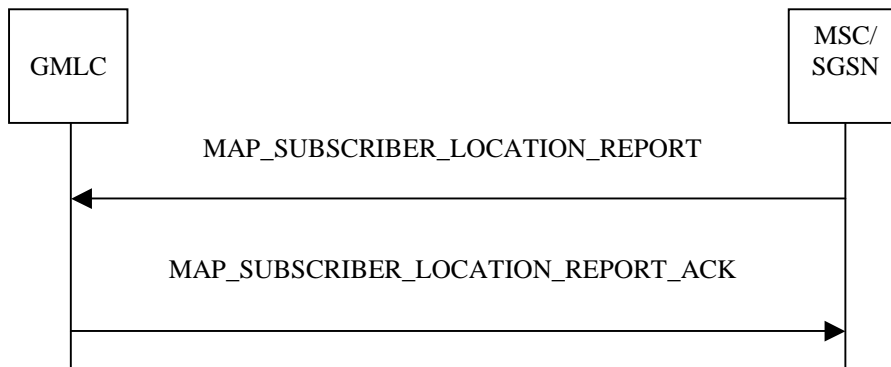 GMLC
MSC/
SGSN
MAP_SUBSCRIBER_LOCATION_REPORT
MAP_SUBSCRIBER_LOCATION_REPORT_ACK